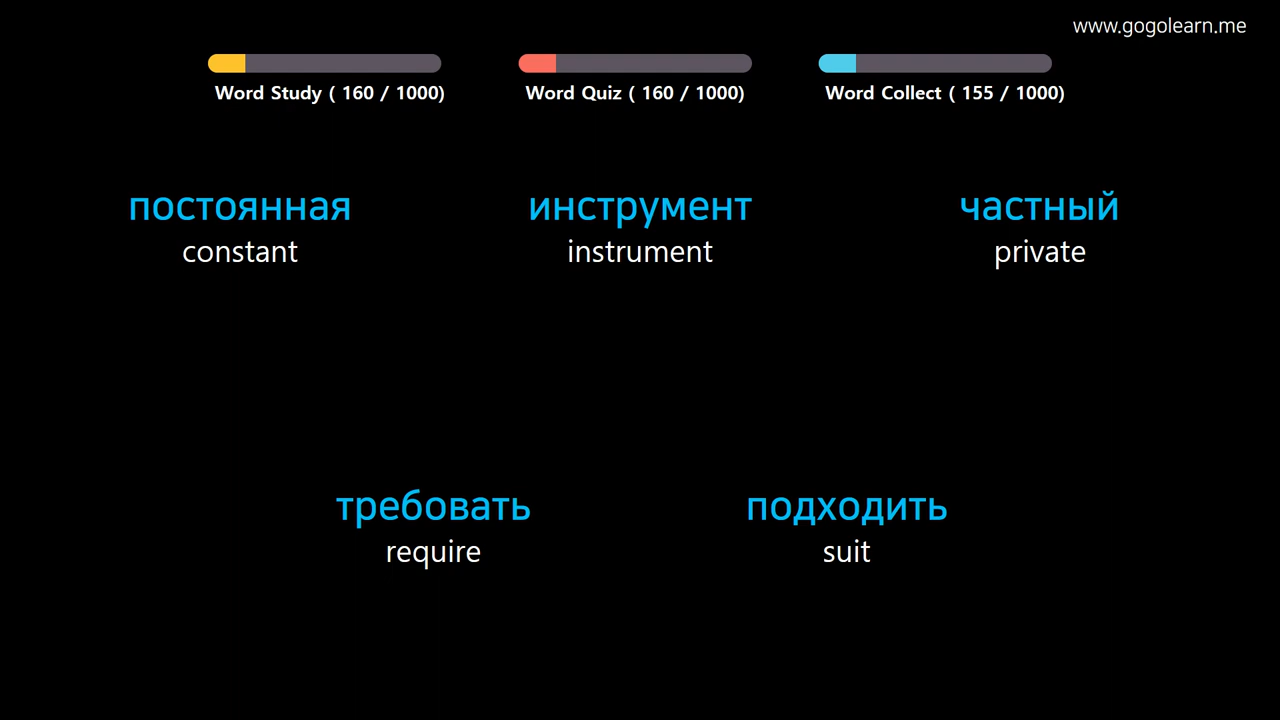 www.gogolearn.me
Word Study ( 160 / 1000)
Word Quiz ( 160 / 1000)
Word Collect ( 155 / 1000)
постоянная
constant
инструмент
instrument
частный
private
требовать
require
подходить
suit